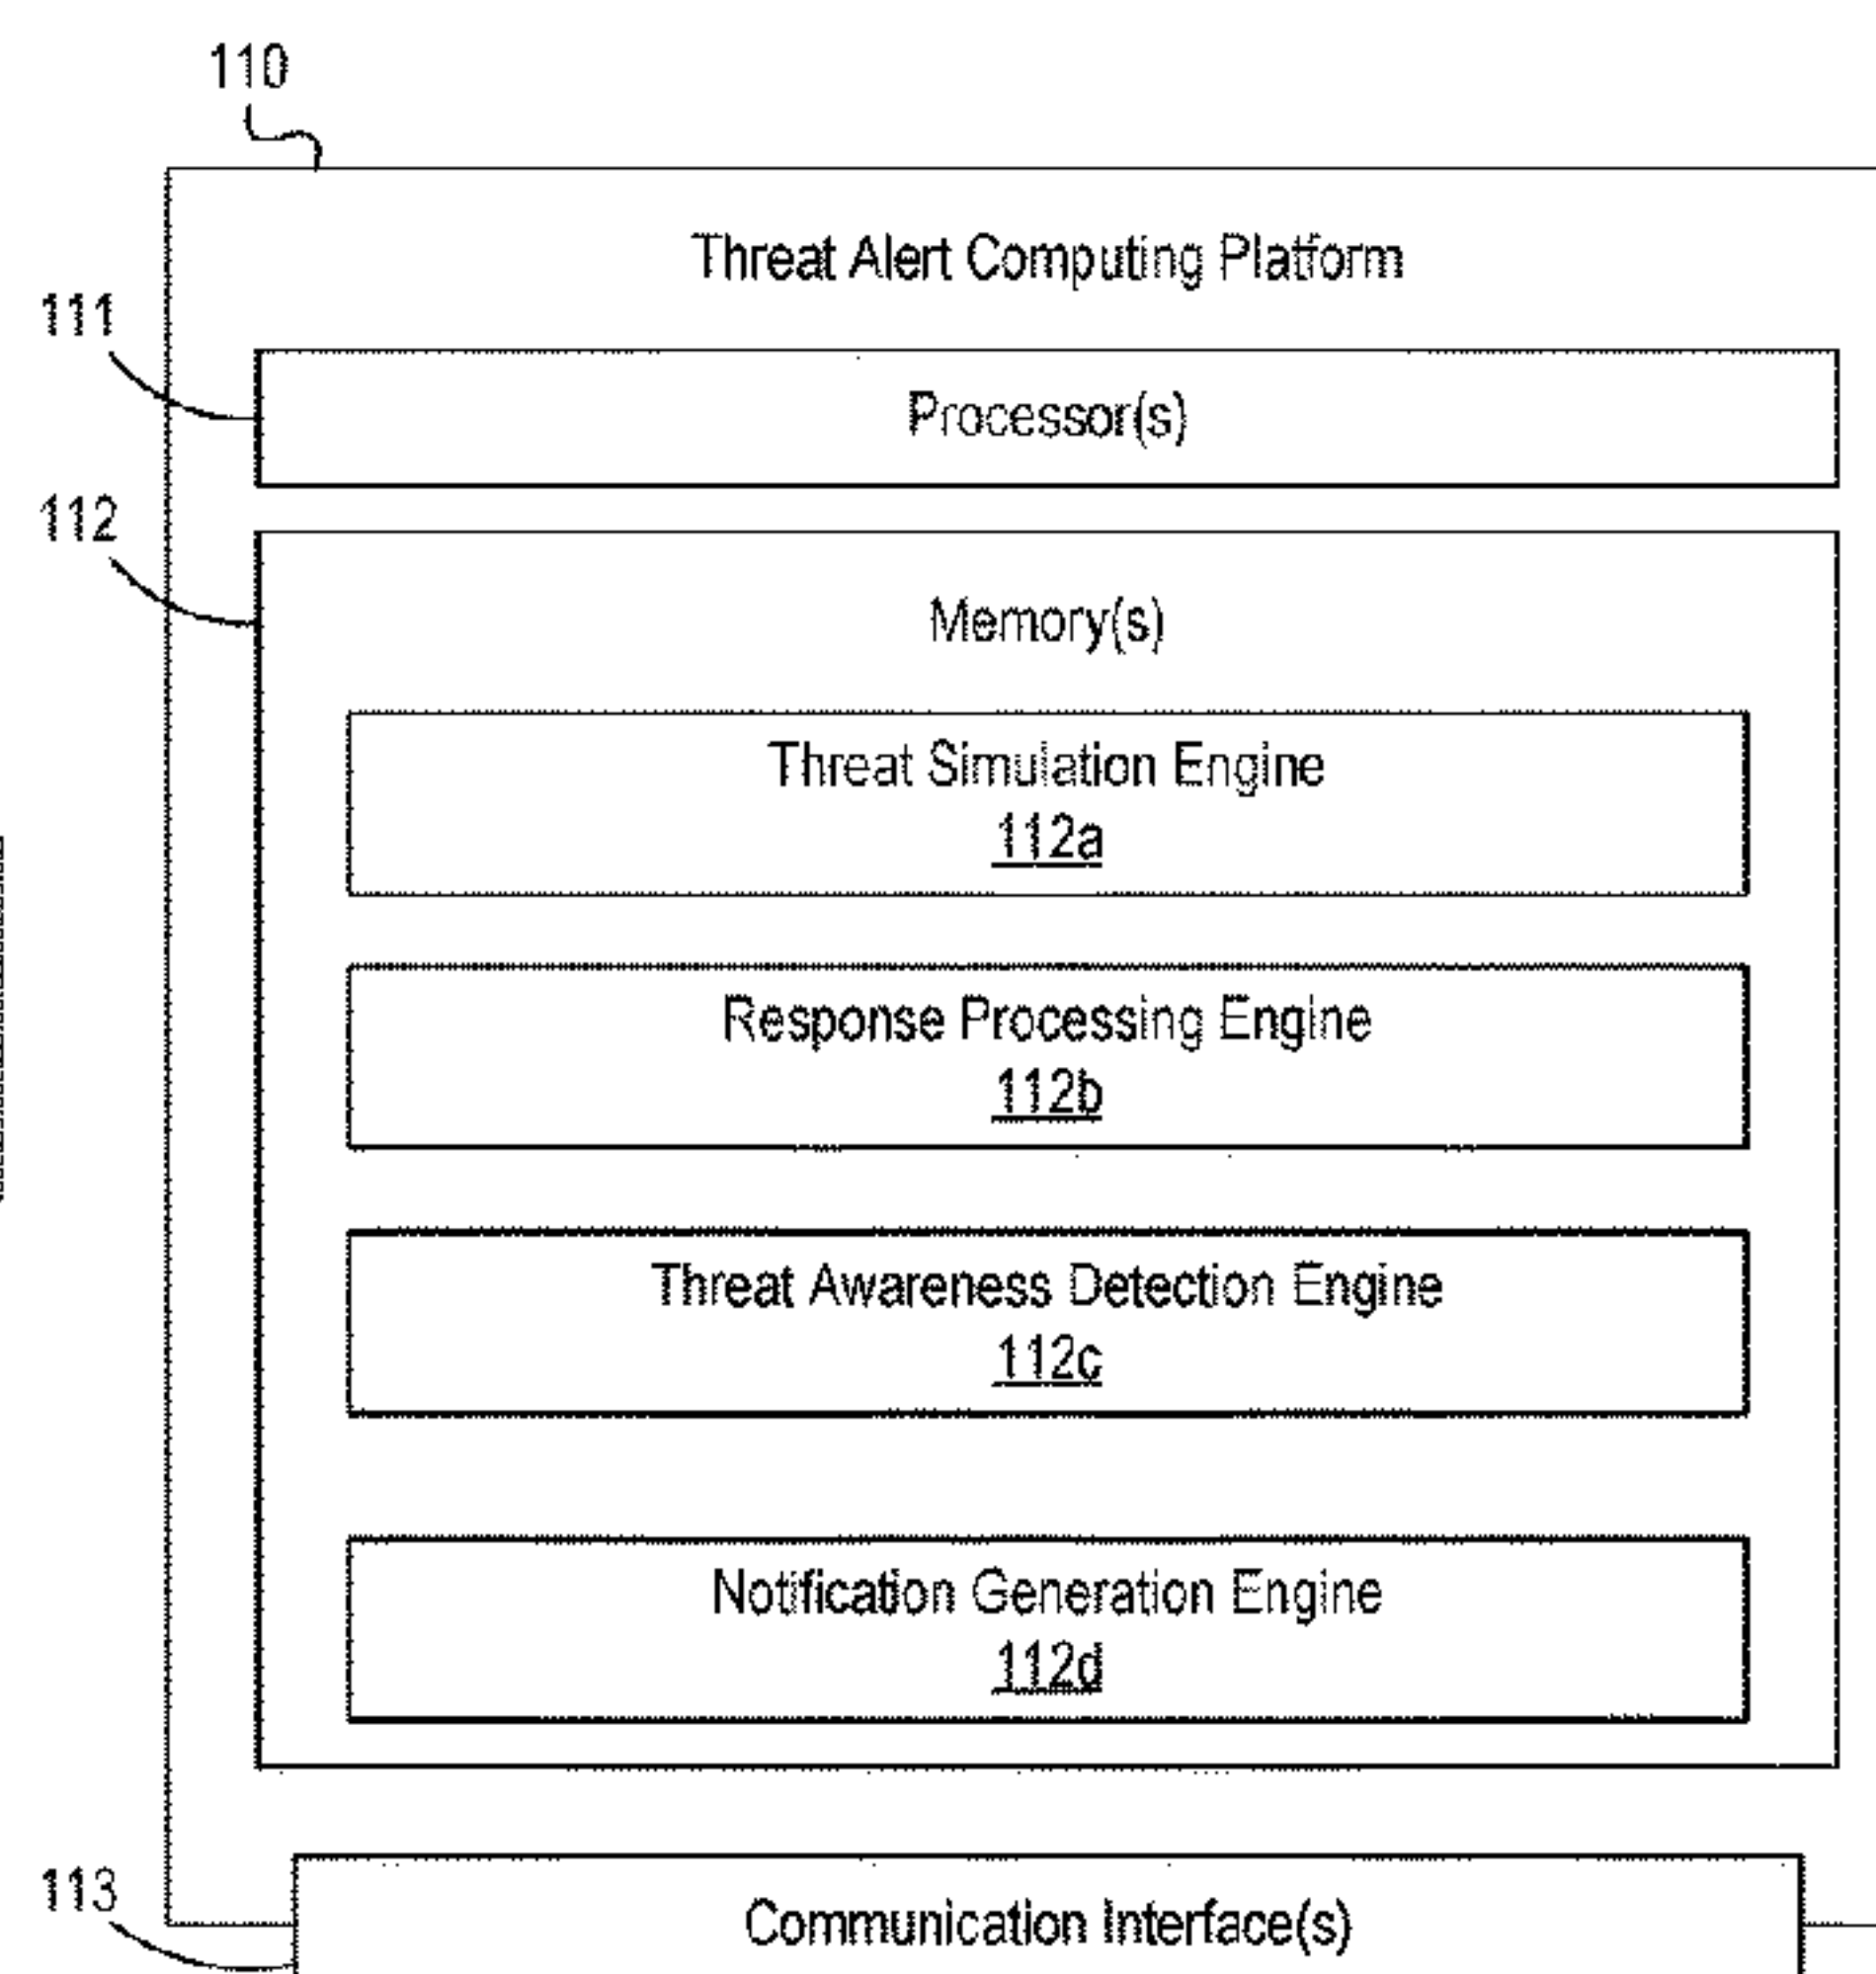 110
Threat Alert Computing Platform
111
Processor(s)
112
Memory(s)
Threat Simulation Engine
112a
Response Processing Engine
112b
Threat Awareness Detection Engine
112c
Notification Generation Engine
112d
113
Communication Interface(s)